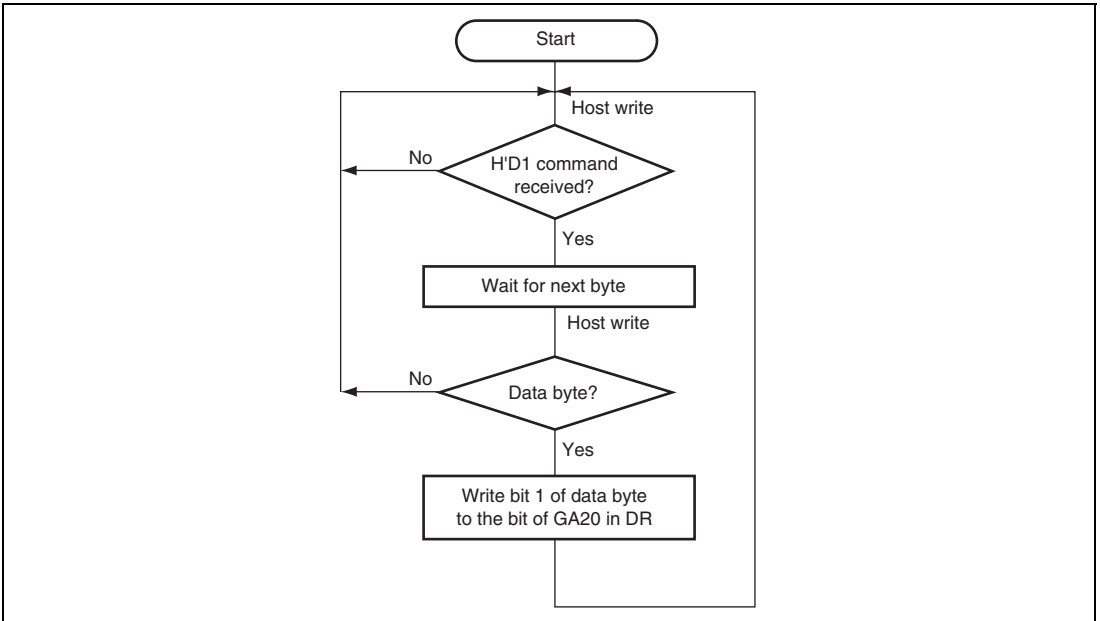 Start
Host write
No
H'D1 command
received?
Yes
Wait for next byte
Host write
No
Data byte?
Yes
Write bit 1 of data byte
to the bit of GA20 in DR